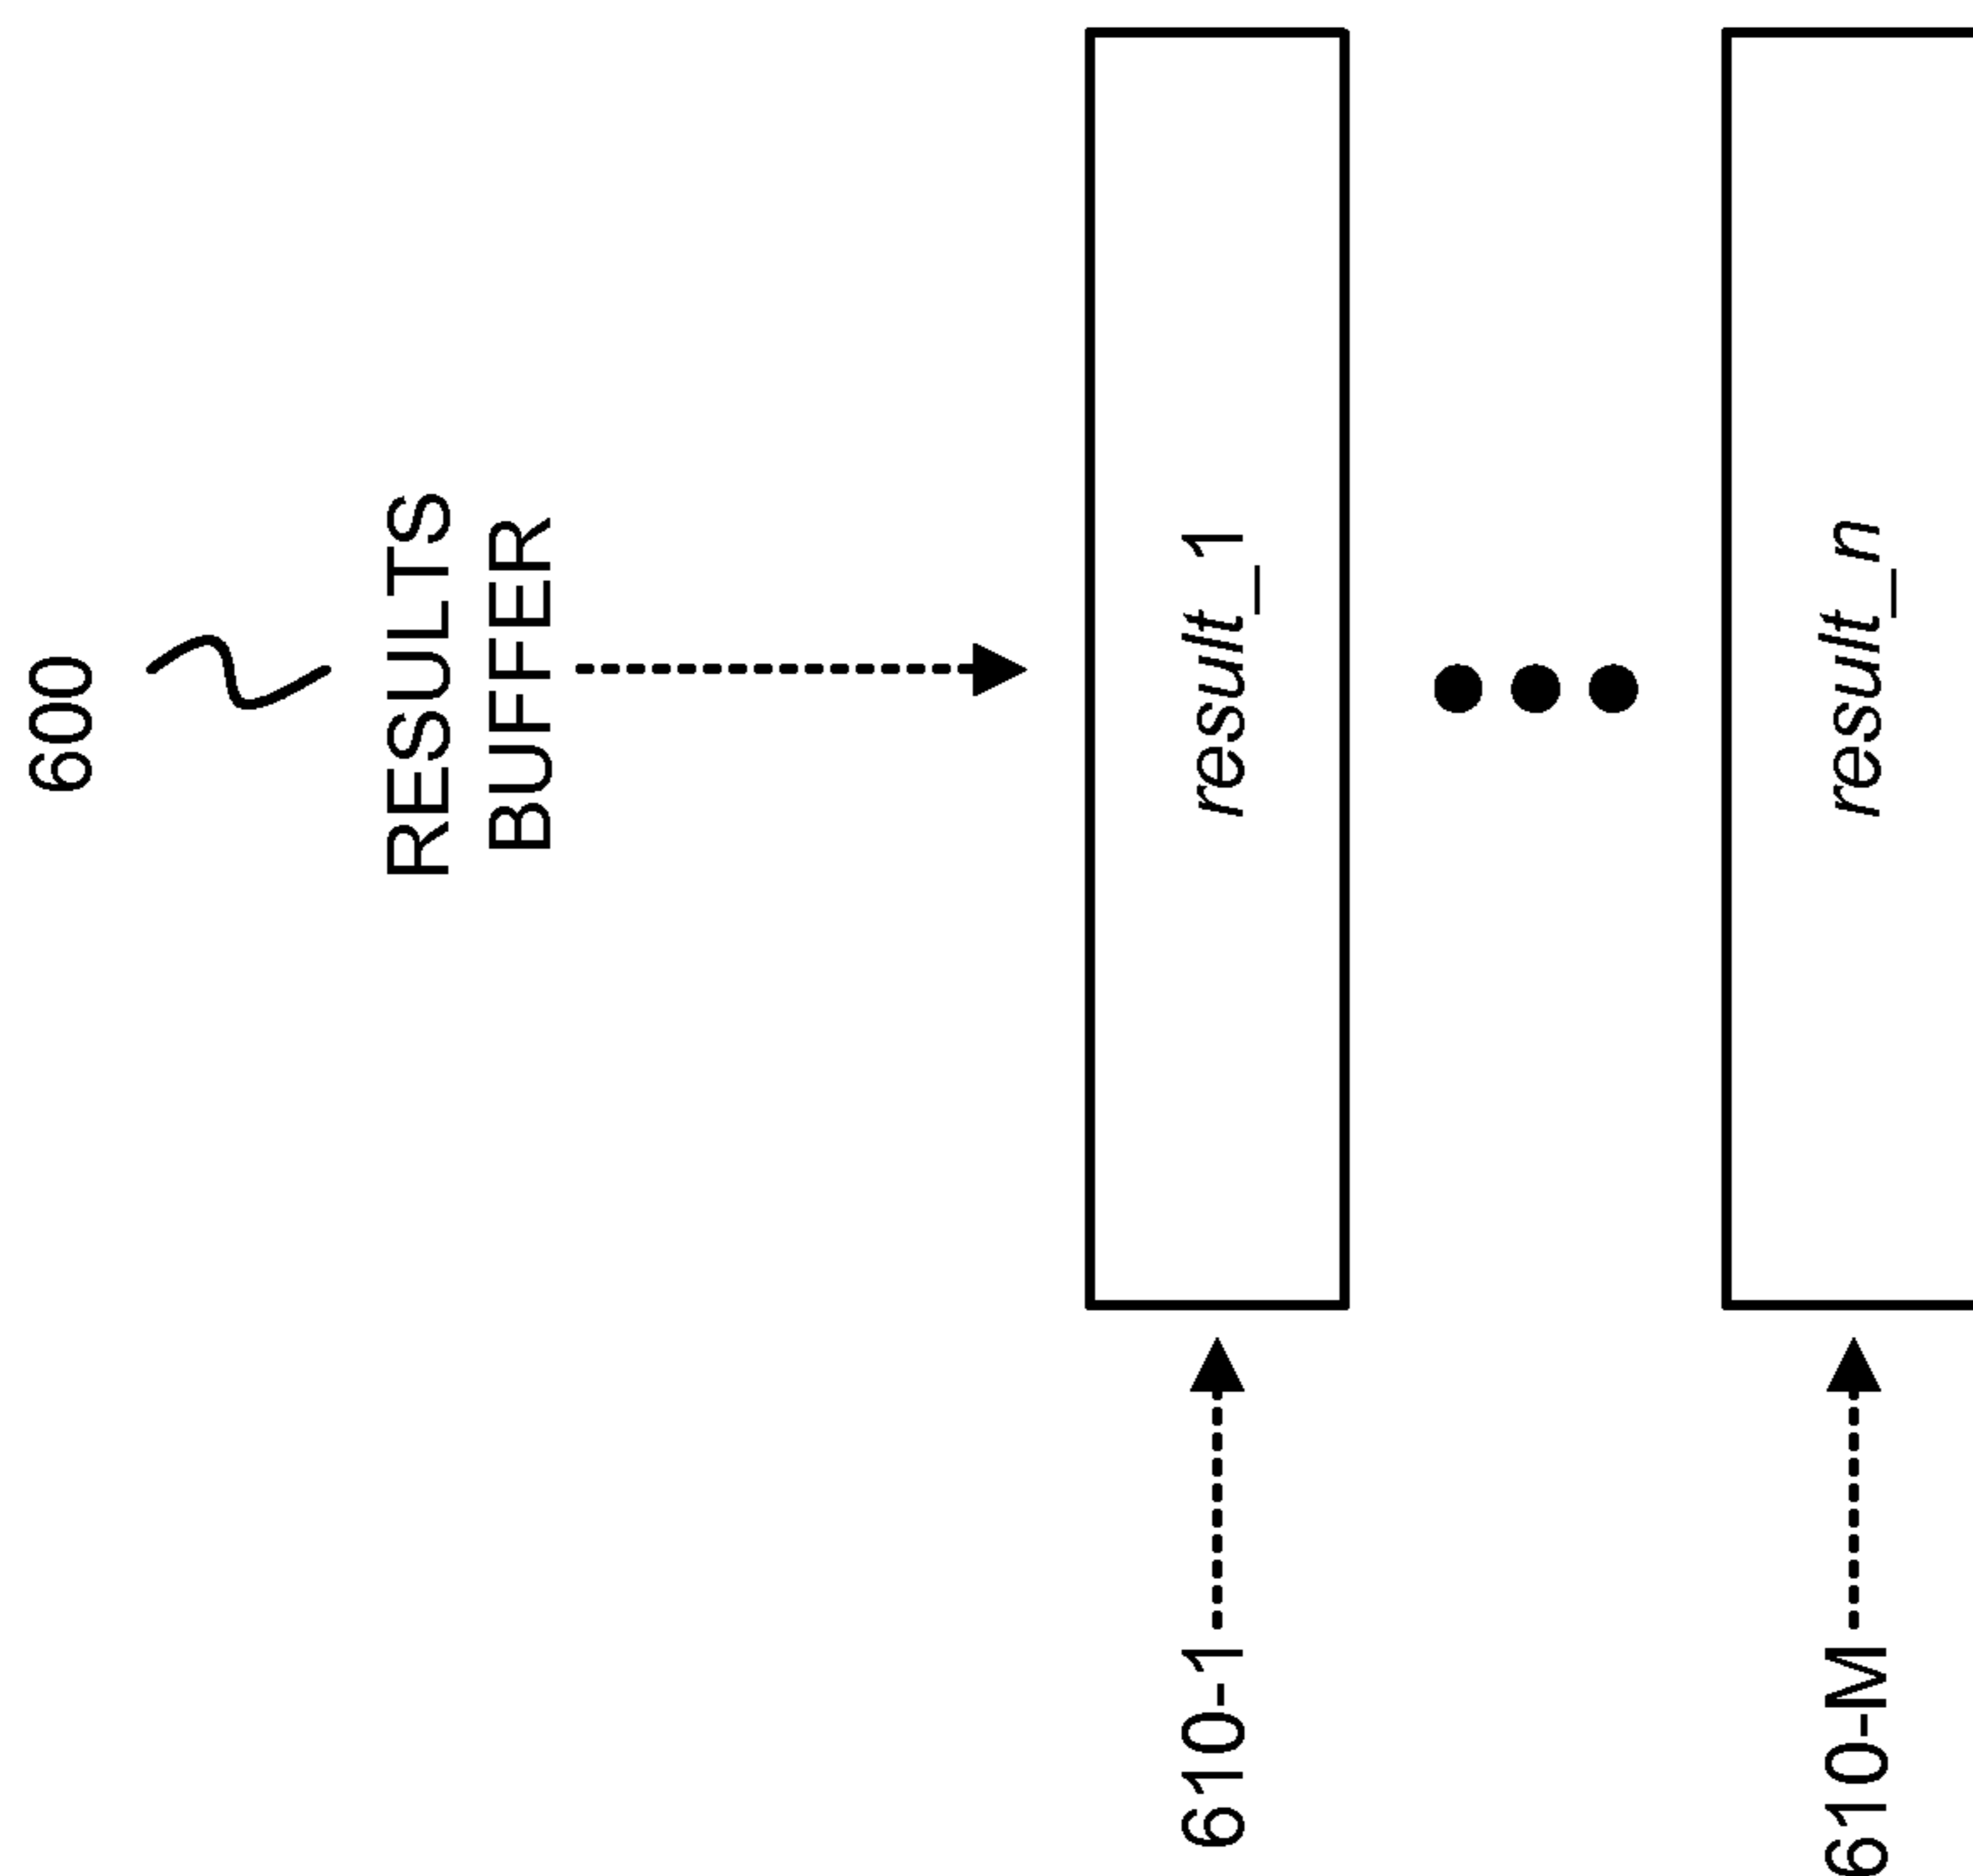 600
RESULTS
BUFFER
610-1
result_1
610-M
result_n